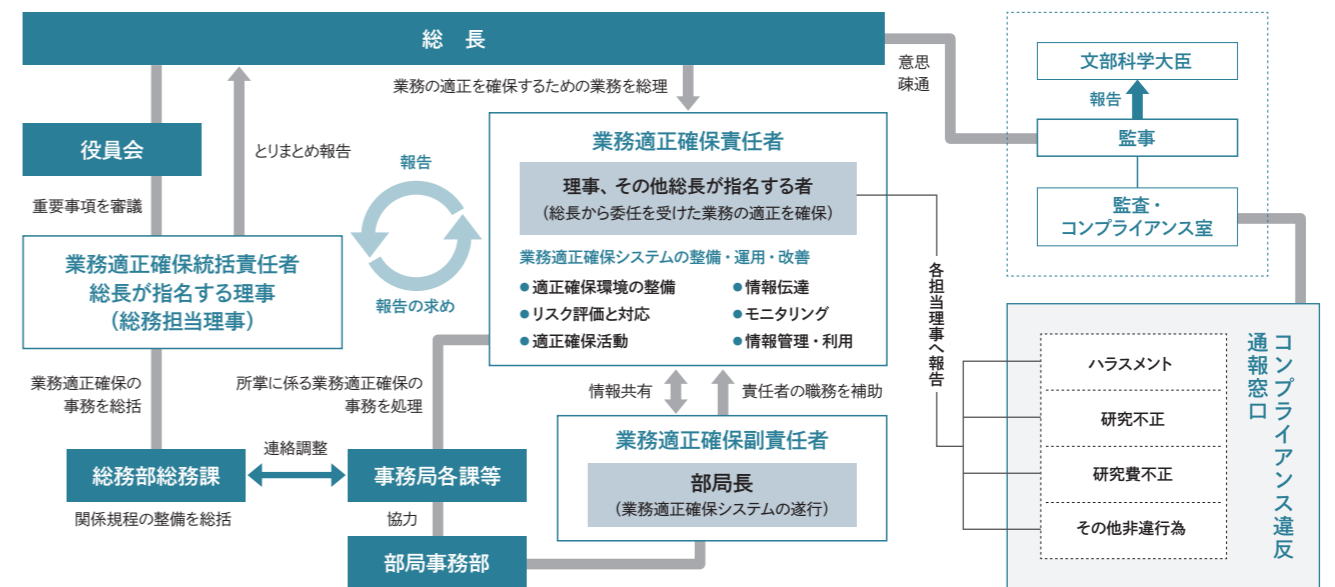 総　長
業務の適正を確保するための業務を総理
意思
疎通
役員会
とりまとめ報告
重要事項を審議
報告
報告の求め
業務適正確保統括責任者
総長が指名する理事
（総務担当理事）
業務適正確保責任者
理事、その他総長が指名する者
（総長から委任を受けた業務の適正を確保）
業務適正確保システムの整備・運用・改善
●適正確保環境の整備
●リスク評価と対応
●適正確保活動
●情報伝達
●モニタリング
●情報管理・利用
文部科学大臣
報告
監事
監査・
コンプライアンス室
各担当理事へ報告
業務適正確保の
事務を総括
所掌に係る業務適正確保の
事務を処理
情報共有
責任者の職務を補助
総務部総務課
連絡調整
事務局各課等
関係規程の整備を総括
協力
部局事務部
業務適正確保副責任者
部局長
（業務適正確保システムの遂行）
コンプライアンス違反
通報窓口
ハラスメント
研究不正
研究費不正
その他非違行為